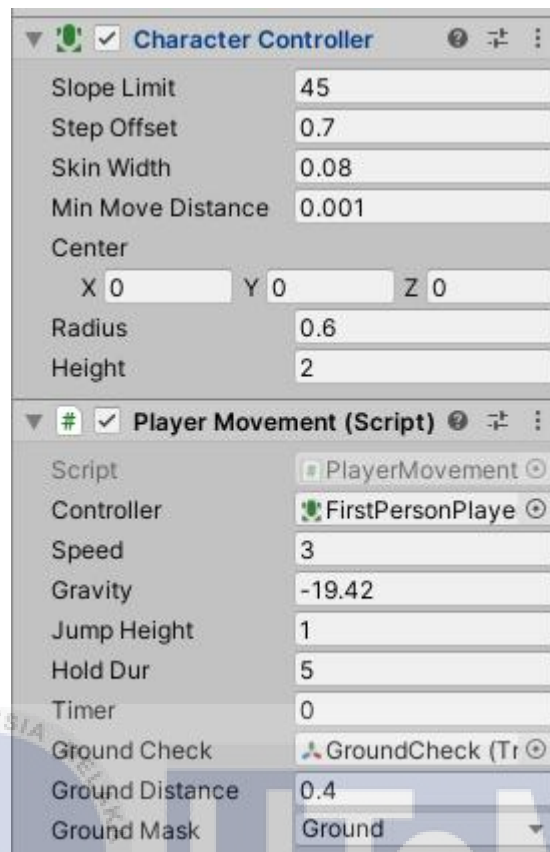 Character Controller
Slope Limit 45
Step Offset 0.7
Skin Width 0.08
Min Move Distance 0.001
Center
X 0 Y 0 Z 0
Radius 0.6
Height 2
# Player Movement (Script)
Script # PlayerMovement
Controller FirstPersonPlaye
Speed 3
Gravity -19.42
Jump Height 1
Hold Dur 5
Timer 0
Ground Check GroundCheck (Tr
Ground Distance 0.4
Ground Mask Ground